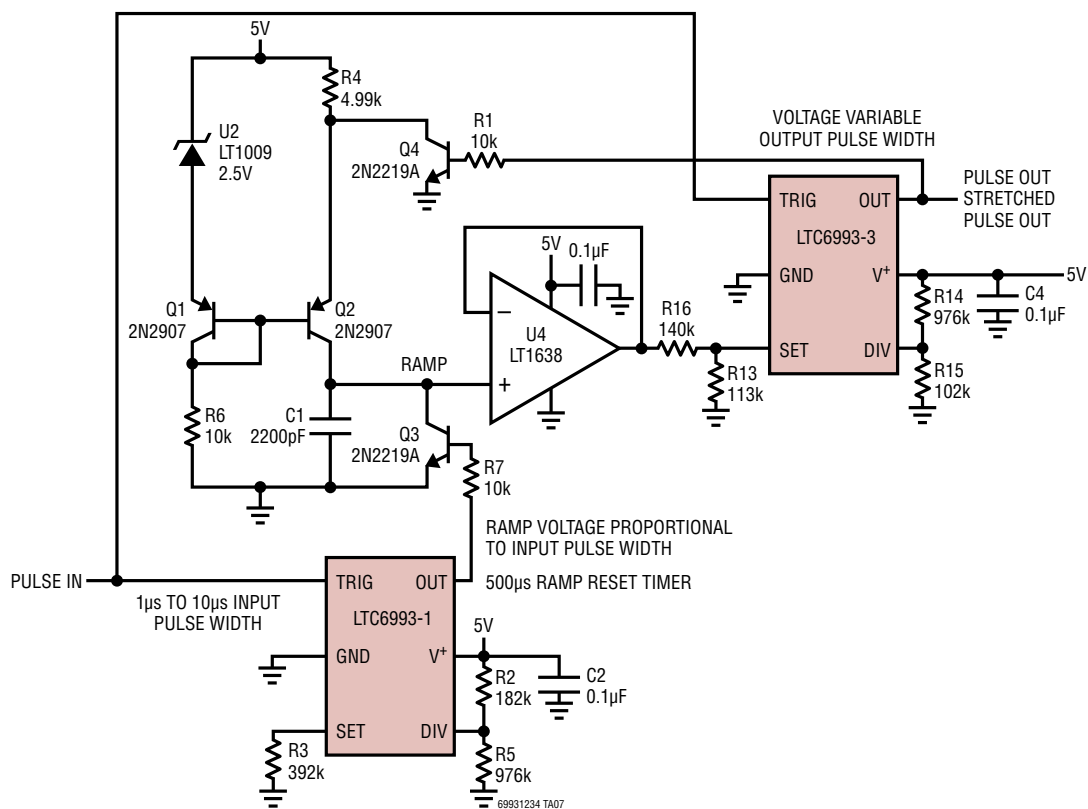 5V
R4
4.99k
U2
LT1009
2.5V
Q4
2N2219A
R1
10k
VOLTAGE VARIABLE
OUTPUT PULSE WIDTH
TRIG
OUT
LTC6993-3
GND
V+
SET
DIV
PULSE OUT
STRETCHED
PULSE OUT
5V
R14
976k
C4
0.1µF
R15
102k
Q1
2N2907
Q2
2N2907
5V
0.1µF
–
+
U4
LT1638
R16
140k
R13
113k
RAMP
R6
10k
C1
2200pF
Q3
2N2219A
R7
10k
RAMP VOLTAGE PROPORTIONAL
TO INPUT PULSE WIDTH
500µs RAMP RESET TIMER
PULSE IN
1µs TO 10µs INPUT
PULSE WIDTH
TRIG
OUT
LTC6993-1
GND
V+
SET
DIV
5V
R2
182k
C2
0.1µF
R3
392k
R5
976k
69931234 TA07